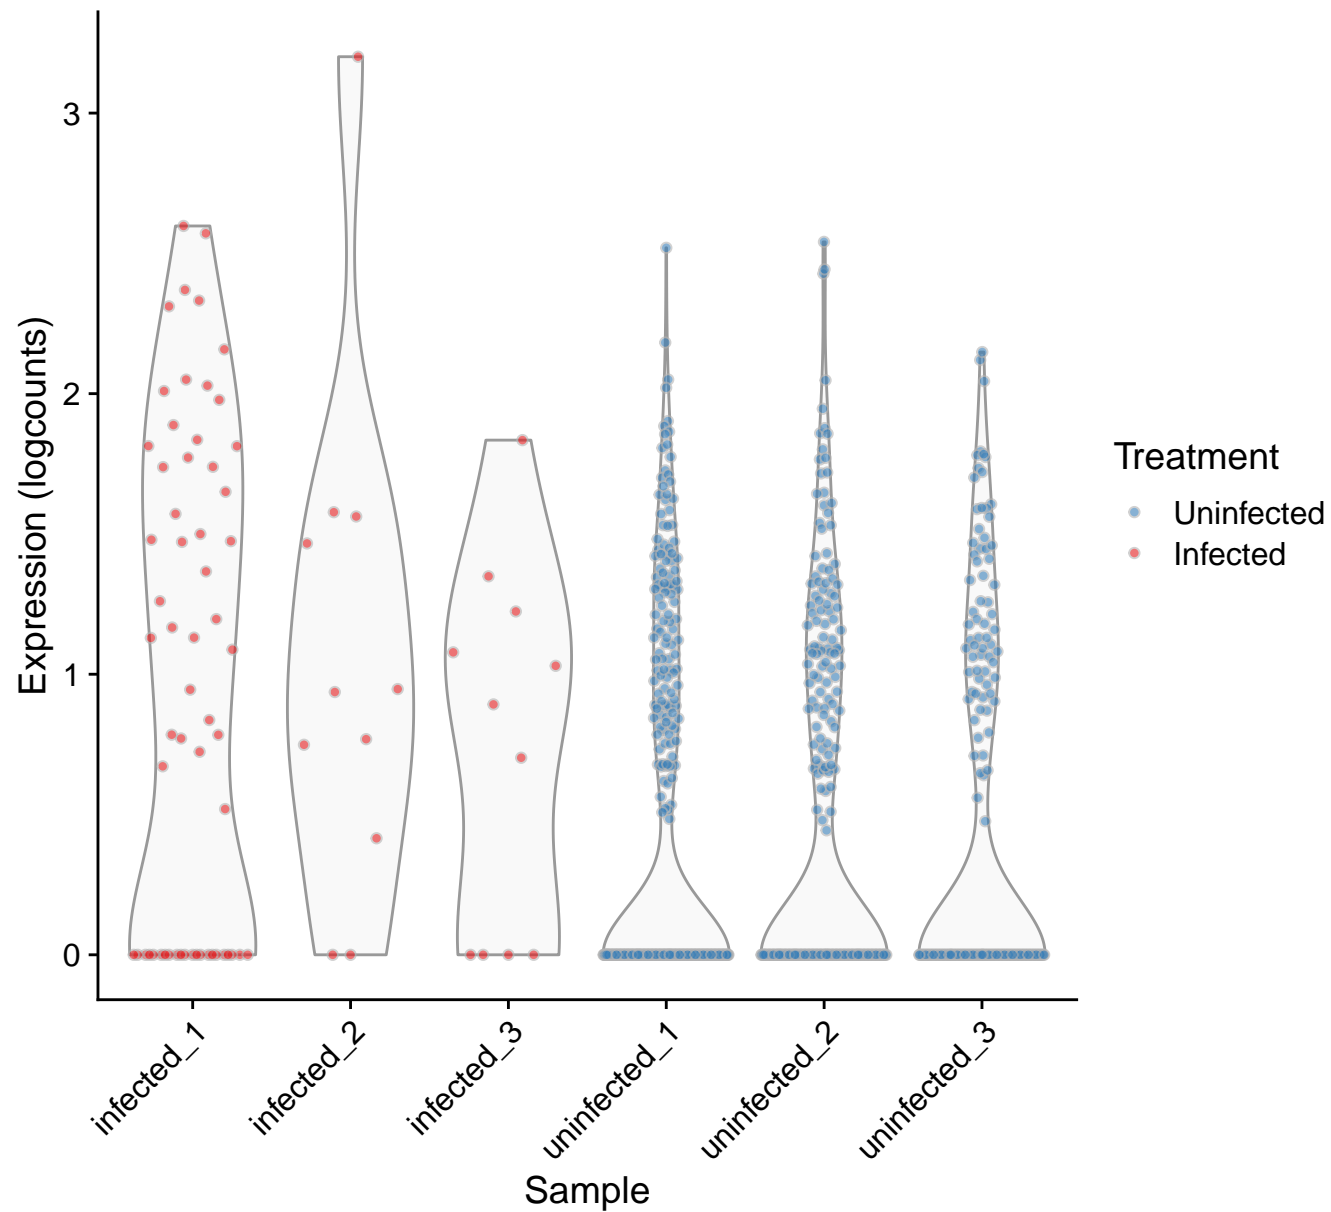 Expression (logcounts)
3
2
1
0
infected_1
infected_2
infected_3
uninfected_1
uninfected_2
uninfected_3
Sample
Treatment
Uninfected
Infected